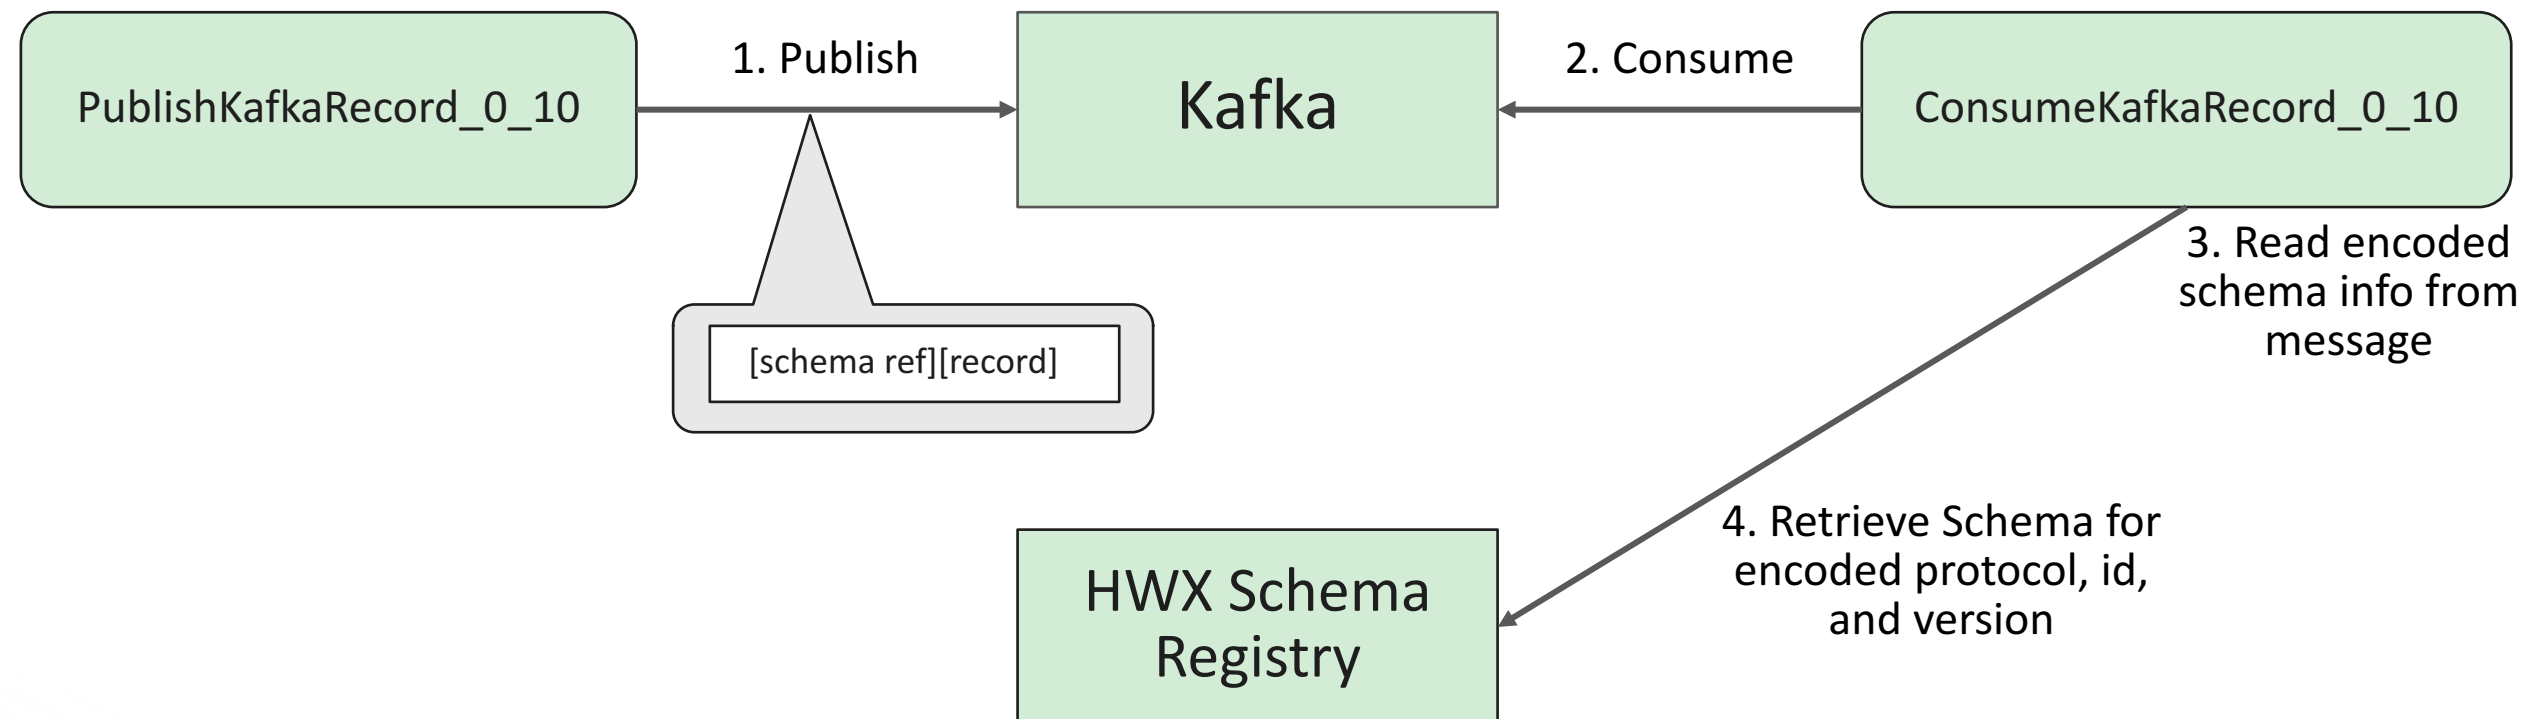 PublishKafkaRecord_0_10
1. Publish
Kafka
2. Consume
ConsumeKafkaRecord_0_10
3. Read encoded
schema info from
message
[schema ref][record]
4. Retrieve Schema for
encoded protocol, id,
and version
HWX Schema
Registry